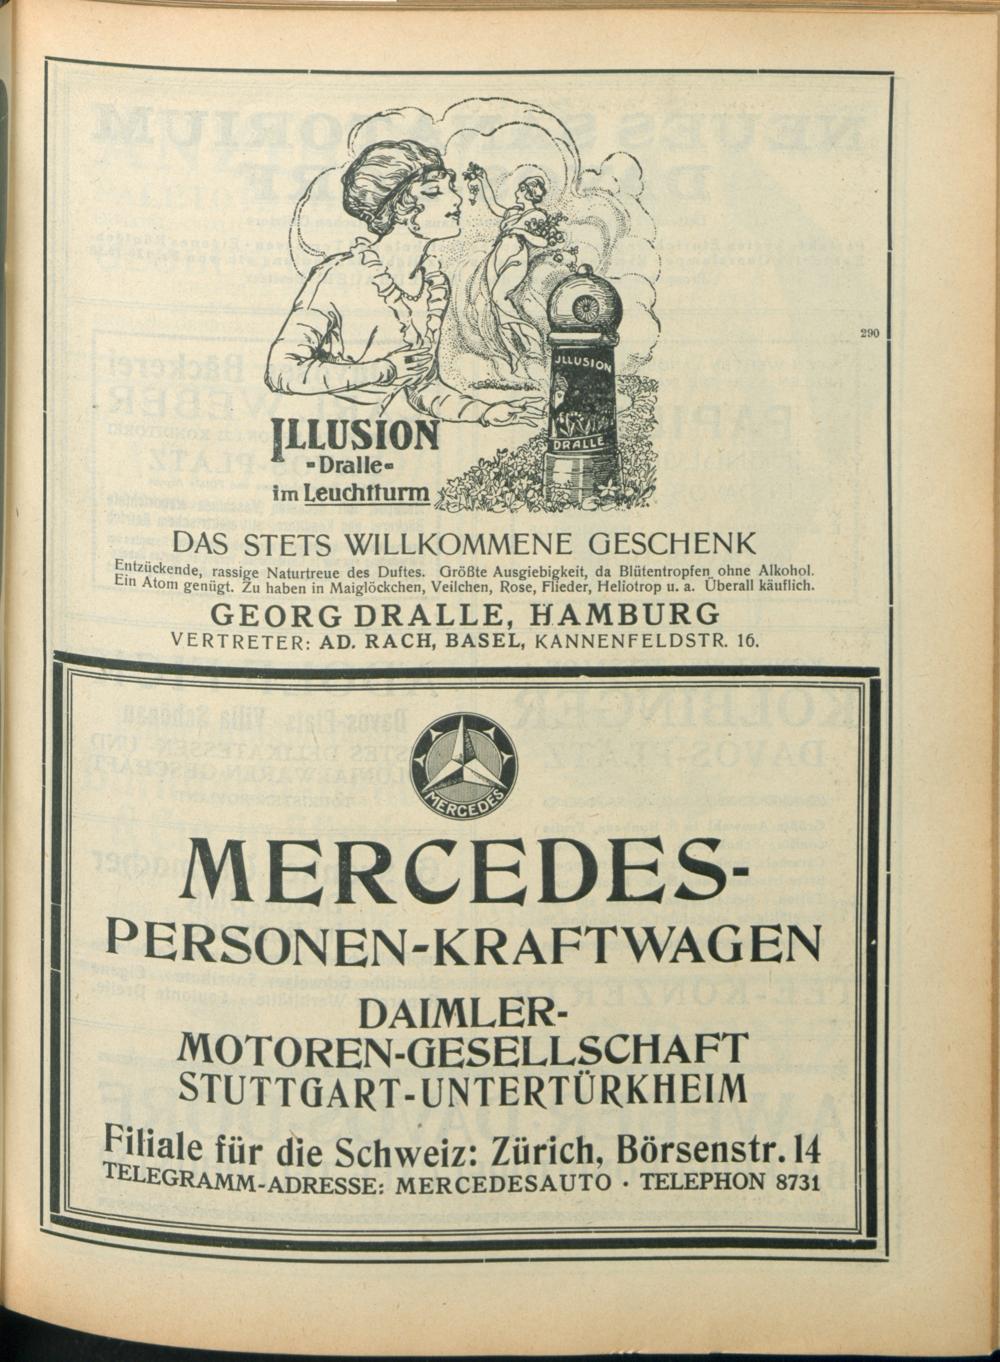 290
JLLUSION
DRALLE
ILLUSION
-Dralle-
im Leuchtturm
DAS STETS WILLKOMMENE GESCHENK
Entzückende, rassige Naturtreue des Duftes. Größte Ausgiebigkeit, da Blütentropfen ohne Alkohol.
Ein Atom genügt. Zu haben in Maiglöckchen, Veilchen, Rose, Flieder, Heliotrop u. a. Überall käuflich.
GEORG DRALLE, HAMBURG
VERTRETER: AD. RACH, BASEL, KANNENFELDSTR. 16.
MERCEDES
MERCEDES-
PERSONEN-KRAFTWAGEN
DAIMLER-
MOTOREN-GESELLSCHAFT
STUTTGART-UNTERTÜRKHEIM
Filiale für die Schweiz: Zürich, Börsenstr. 14
TELEGRAMM-ADRESSE: MERCEDESAUTO · TELEPHON 8731